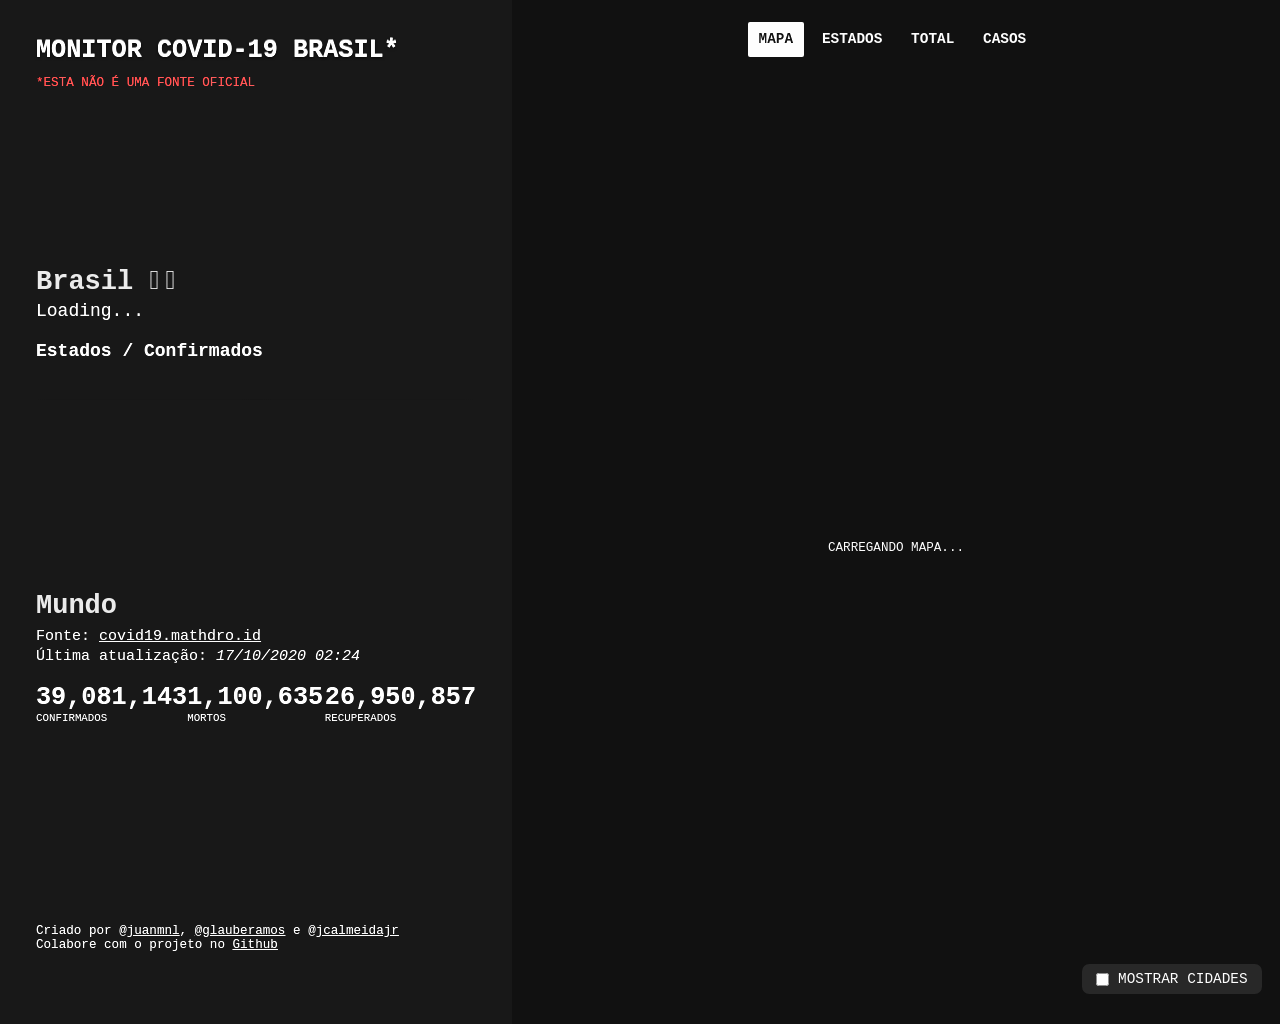 MONITOR COVID-19 BRASIL*
*ESTA NÃO É UMA FONTE OFICIAL
MAPA ESTADOS TOTAL CASOS
Brasil
Loading...
Estados / Confirmados
CARREGANDO MAPA...
Mundo
Fonte: covid19.mathdro.id
Última atualização: 17/10/2020 02:24
39,081,143 1,100,635 26,950,857
CONFIRMADOS MORTOS RECUPERADOS
Criado por @juanmnl, @glauberamos e @jcalmeidajr
Colabore com o projeto no Github
MOSTRAR CIDADES